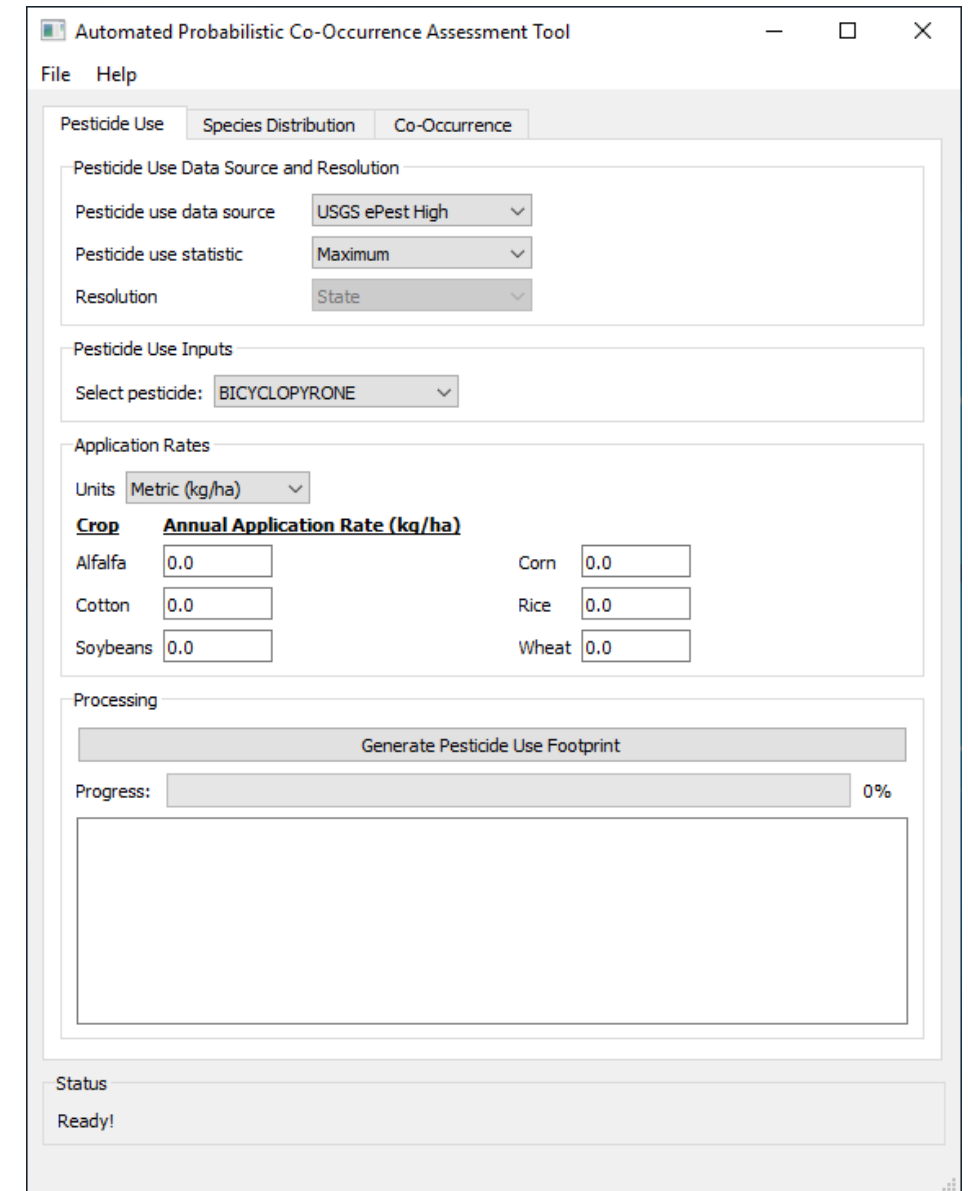 Automated Probabilistic Co-Occurrence Assessment Tool
File Help
Pesticide Use Species Distribution Co-Occurrence
Pesticide Use Data Source and Resolution
Pesticide use data source USGS ePest High
Pesticide use statistic Maximum
Resolution State
Pesticide Use Inputs
Select pesticide: BICYCLOPYRONE
Application Rates
Units Metric (kg/ha)
Crop Annual Application Rate (kg/ha)
Alfalfa 0.0 Corn 0.0
Cotton 0.0 Rice 0.0
Soybeans 0.0 Wheat 0.0
Processing
Generate Pesticide Use Footprint
Progress: 0%
Status
Ready!